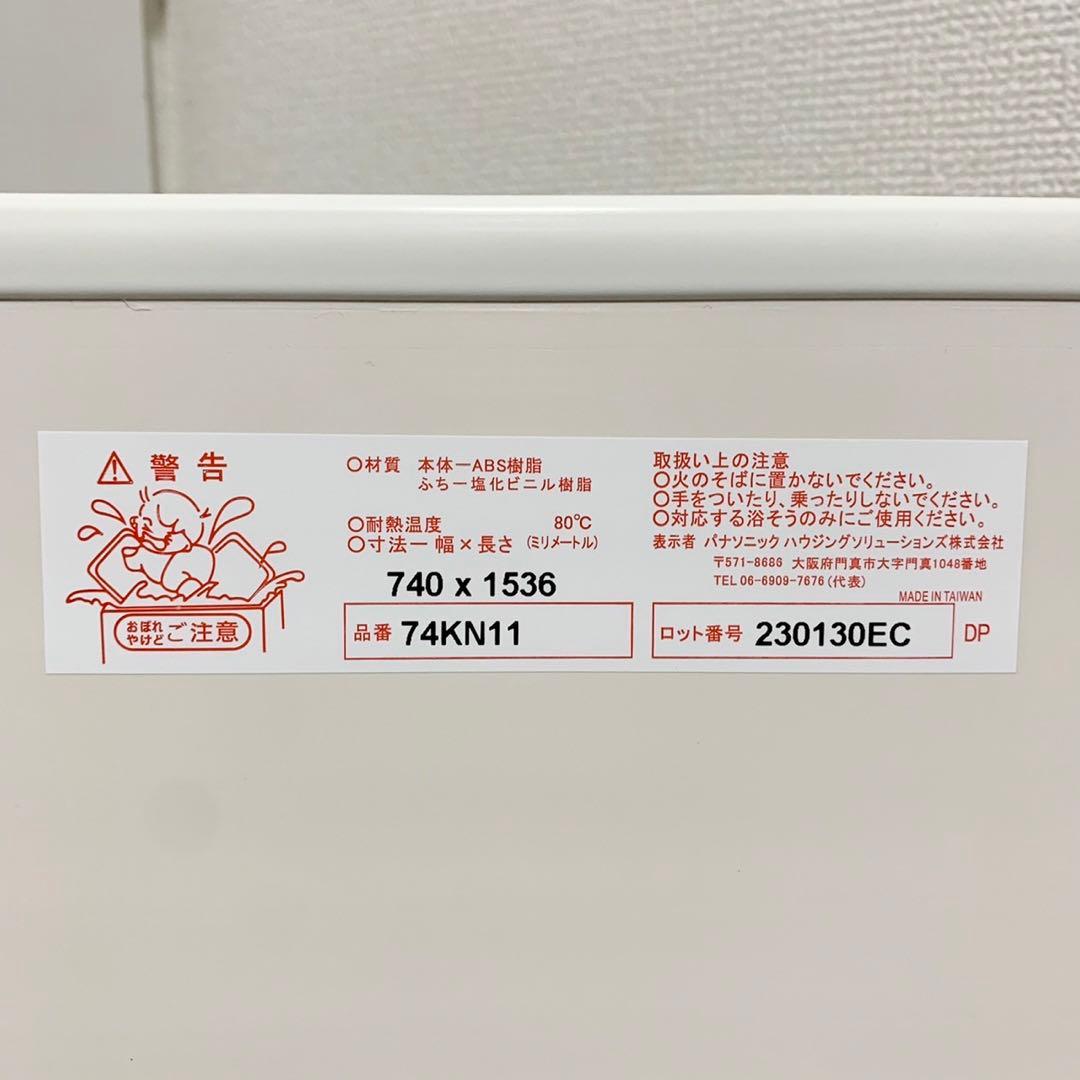 警告
おぼれ
やけど ご注意
○材質 本体ーABS樹脂
ふちー塩化ビニル樹脂
○耐熱温度 80℃
○寸法ー幅×長さ(ミリメートル)
740 x 1536
品番 74KN11
取扱い上の注意
○火のそばに置かないでください。
○手をついたり、乗ったりしないでください。
○対応する浴そうのみにご使用ください。
表示者 パナソニック ハウジングソリューションズ株式会社
〒571-8686 大阪府門真市大字門真1048番地
TEL 06-6909-7676(代表)
MADE IN TAIWAN
ロット番号 230130EC DP